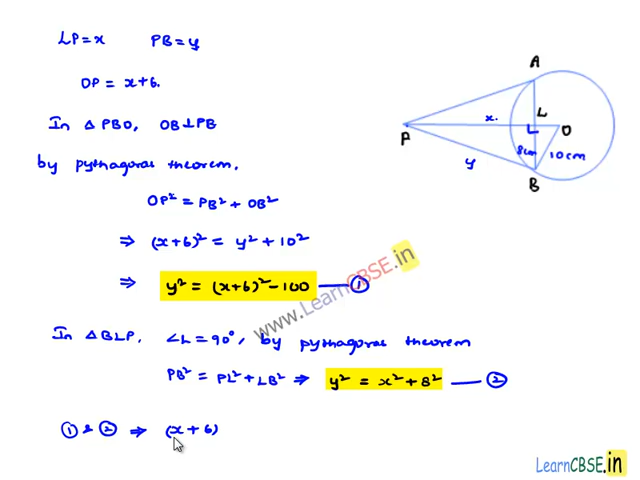 LP = x PB = y
OP = x+6.
In △ PBO, OB ⊥ PB
by pythagoras theorem.
OP² = PB² + OB²
⇒ (x+6)² = y² + 10²
⇒ y² = (x+6)² - 100 — ①
In △ BLP, ∠L = 90°, by pythagoras theorem
PB² = PL² + LB² ⇒ y² = x² + 8² — ②
① & ② ⇒ (x + 6)
A
L
x.
O
P
8cm
10cm
y
B
www.LearnCBSE.in
LearnCBSE.in